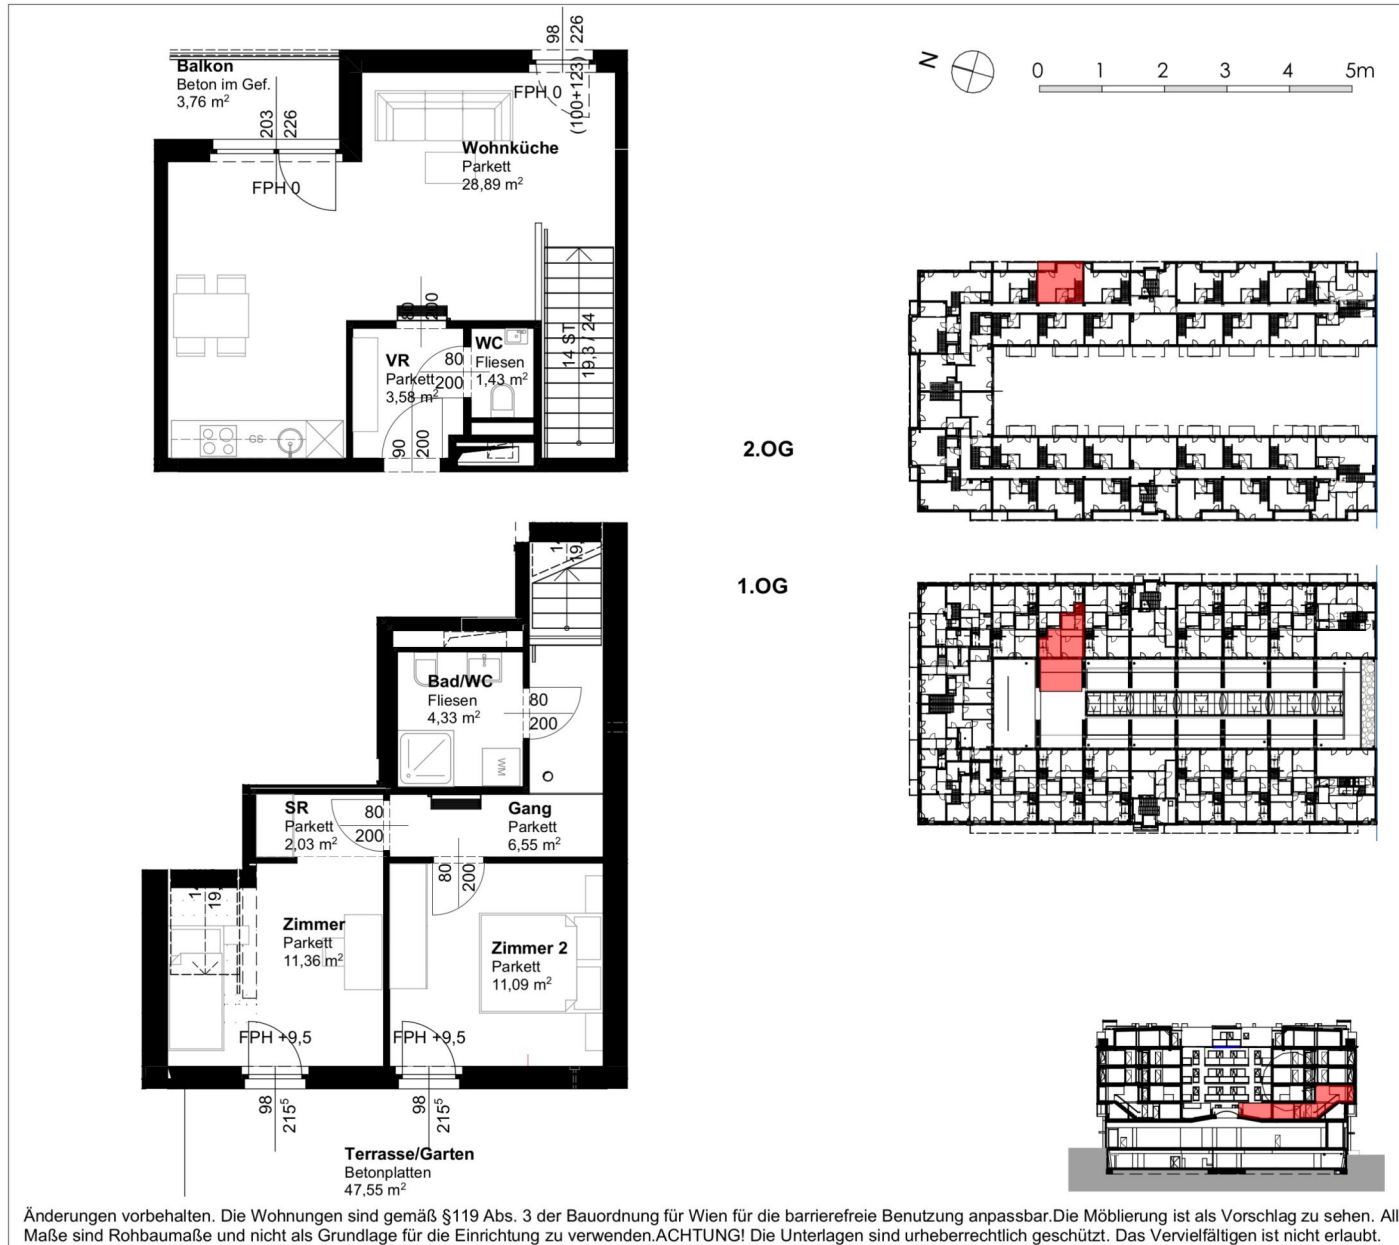 98
226
Balkon
Beton im Gef.
3,76 m²
203
226
FPH 0
FPH 0
(100+123)
N
0 1 2 3 4 5m
Wohnküche
Parkett
28,89 m²
80
200
WC
Fliesen
1,43 m²
VR
Parkett
3,58 m²
80
200
14 ST
19,3 / 24
GS
90
200
2.OG
1.OG
Bad/WC
Fliesen
4,33 m²
80
200
WM
SR
Parkett
2,03 m²
80
200
Gang
Parkett
6,55 m²
80
200
Zimmer
Parkett
11,36 m²
Zimmer 2
Parkett
11,09 m²
FPH +9,5
FPH +9,5
98
215⁵
98
215⁵
Terrasse/Garten
Betonplatten
47,55 m²
Änderungen vorbehalten. Die Wohnungen sind gemäß §119 Abs. 3 der Bauordnung für Wien für die barrierefreie Benutzung anpassbar.Die Möblierung ist als Vorschlag zu sehen. All
Maße sind Rohbaumaße und nicht als Grundlage für die Einrichtung zu verwenden.ACHTUNG! Die Unterlagen sind urheberrechtlich geschützt. Das Vervielfältigen ist nicht erlaubt.